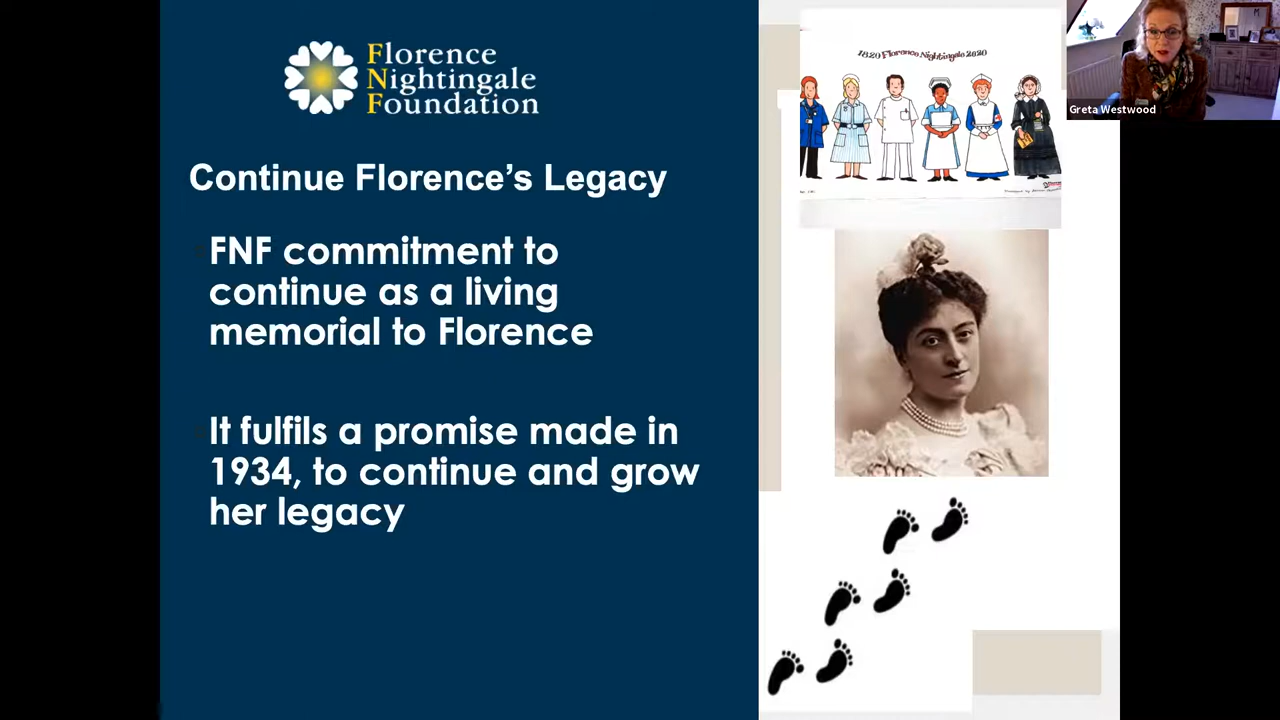 Florence
Nightingale
Foundation
Continue Florence’s Legacy
FNF commitment to
continue as a living
memorial to Florence
It fulfils a promise made in
1934, to continue and grow
her legacy
1820 Florence Nightingale 2020
Greta Westwood